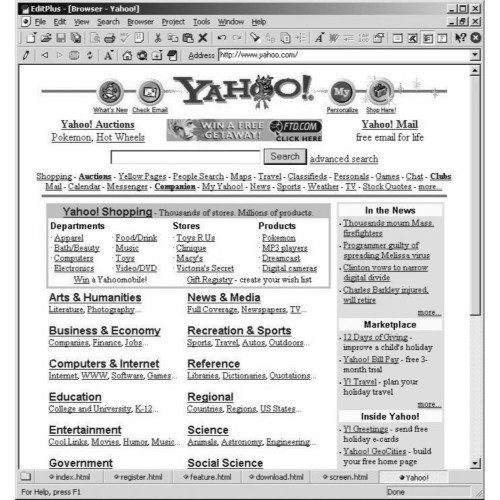 EditPlus - [Browser - Yahoo!]
File Edit View Search Browser Project Tools Window Help
Address http://www.yahoo.com/
YAHOO!
What's New Check Email Personalize Shop Here!
My
Yahoo! Auctions
Pokemon, Hot Wheels
WIN A FREE GETAWAY! FTD.COM CLICK HERE
Yahoo! Mail
free email for life
Search advanced search
Shopping - Auctions - Yellow Pages - People Search - Maps - Travel - Classifieds - Personals - Games - Chat - Clubs
Mail - Calendar - Messenger - Companion - My Yahoo! - News - Sports - Weather - TV - Stock Quotes - more...
Yahoo! Shopping - Thousands of stores. Millions of products.
Departments Stores Products
· Apparel · Food/Drink · Toys R Us · Pokemon
· Bath/Beauty · Music · Clinique · MP3 players
· Computers · Toys · Macy's · Dreamcast
· Electronics · Video/DVD · Victoria's Secret · Digital cameras
Win a Yahoomobile! Gift Registry - create your wish list
Arts & Humanities
Literature, Photography...
News & Media
Full Coverage, Newspapers, TV...
Business & Economy
Companies, Finance, Jobs...
Recreation & Sports
Sports, Travel, Autos, Outdoors...
Computers & Internet
Internet, WWW, Software, Games...
Reference
Libraries, Dictionaries, Quotations...
Education
College and University, K-12...
Regional
Countries, Regions, US States...
Entertainment
Cool Links, Movies, Humor, Music...
Science
Animals, Astronomy, Engineering...
Government
Social Science
In the News
· Thousands mourn Mass. firefighters
· Programmer guilty of spreading Melissa virus
· Clinton vows to narrow digital divide
· Charles Barkley injured, will retire
more...
Marketplace
· 12 Days of Giving - improve a child's holiday
· Yahoo! Bill Pay - free 3-month trial
· Y! Travel - plan your holiday travel
more...
Inside Yahoo!
· Y! Greetings - send free holiday e-cards
· Yahoo! GeoCities - build your free home page
index.html register.html feature.html download.html screen.html Yahoo!
For Help, press F1 Done